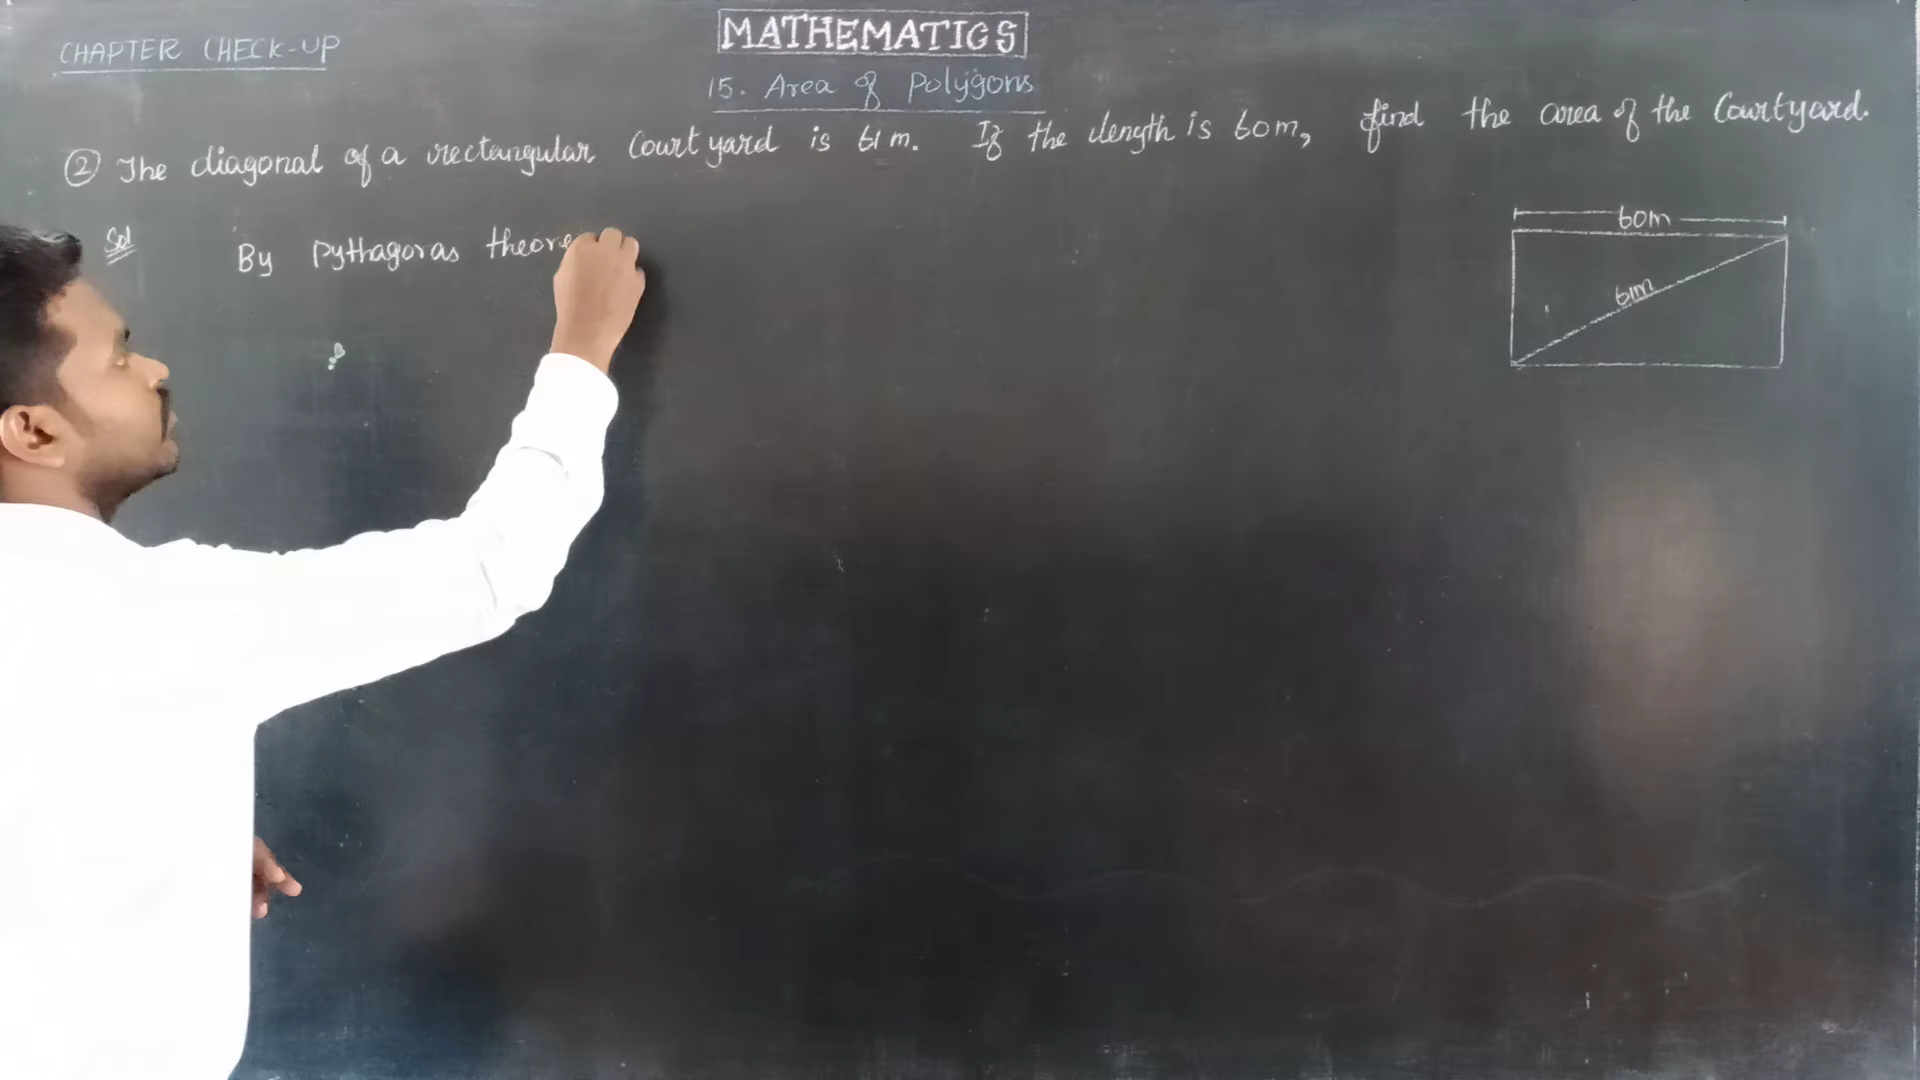 CHAPTER CHECK-UP
MATHEMATICS
15. Area of Polygons
② The diagonal of a rectangular Courtyard is 61m. If the length is 60m, find the area of the Courtyard.
Sol
By Pythagoras theore
60m
61m